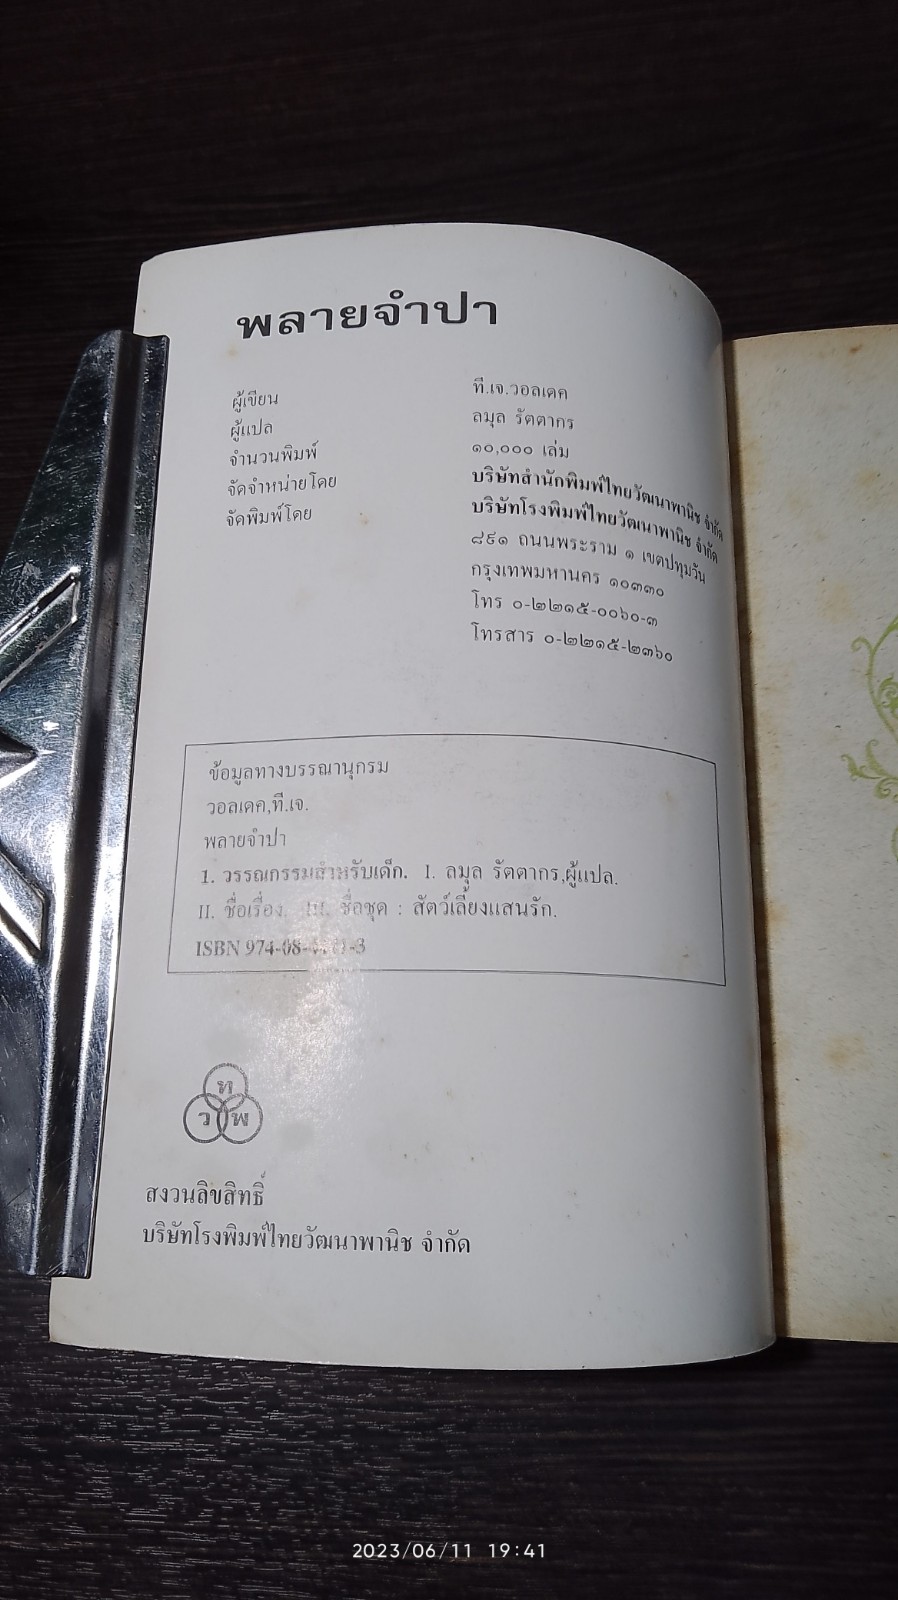 พลายจำปา
ผู้เขียน ที.เจ.วอลเดค
ผู้แปล ลมุล รัตตากร
จำนวนพิมพ์ ๑๐,๐๐๐ เล่ม
จัดจำหน่ายโดย บริษัทสำนักพิมพ์ไทยวัฒนาพานิช จำกัด
จัดพิมพ์โดย บริษัทโรงพิมพ์ไทยวัฒนาพานิช จำกัด
๘๙๑ ถนนพระราม ๑ เขตปทุมวัน
กรุงเทพมหานคร ๑๐๓๓๐
โทร ๐-๒๒๑๕-๐๐๖๐-๓
โทรสาร ๐-๒๒๑๕-๒๓๖๐
ข้อมูลทางบรรณานุกรม
วอลเดค,ที.เจ.
พลายจำปา
1. วรรณกรรมสำหรับเด็ก. I. ลมุล รัตตากร,ผู้แปล.
II. ชื่อเรื่อง. III. ชื่อชุด : สัตว์เลี้ยงแสนรัก.
ISBN
ท
ว พ
สงวนลิขสิทธิ์
บริษัทโรงพิมพ์ไทยวัฒนาพานิช จำกัด
2023/06/11 19:41